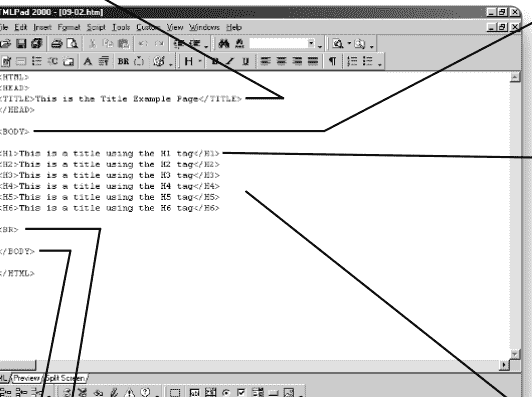 TMLPad 2000 - [09-02.htm]
ile Edit Insert Format Script Tools Custom View Windows Help
BR
A
H B I U ¶
<HTML>
<HEAD>
<TITLE>This is the Title Example Page</TITLE>
</HEAD>
<BODY>
<H1>This is a title using the H1 tag</H1>
<H2>This is a title using the H2 tag</H2>
<H3>This is a title using the H3 tag</H3>
<H4>This is a title using the H4 tag</H4>
<H5>This is a title using the H5 tag</H5>
<H6>This is a title using the H6 tag</H6>
<BR>
</BODY>
</HTML>
ML Preview Split Screen